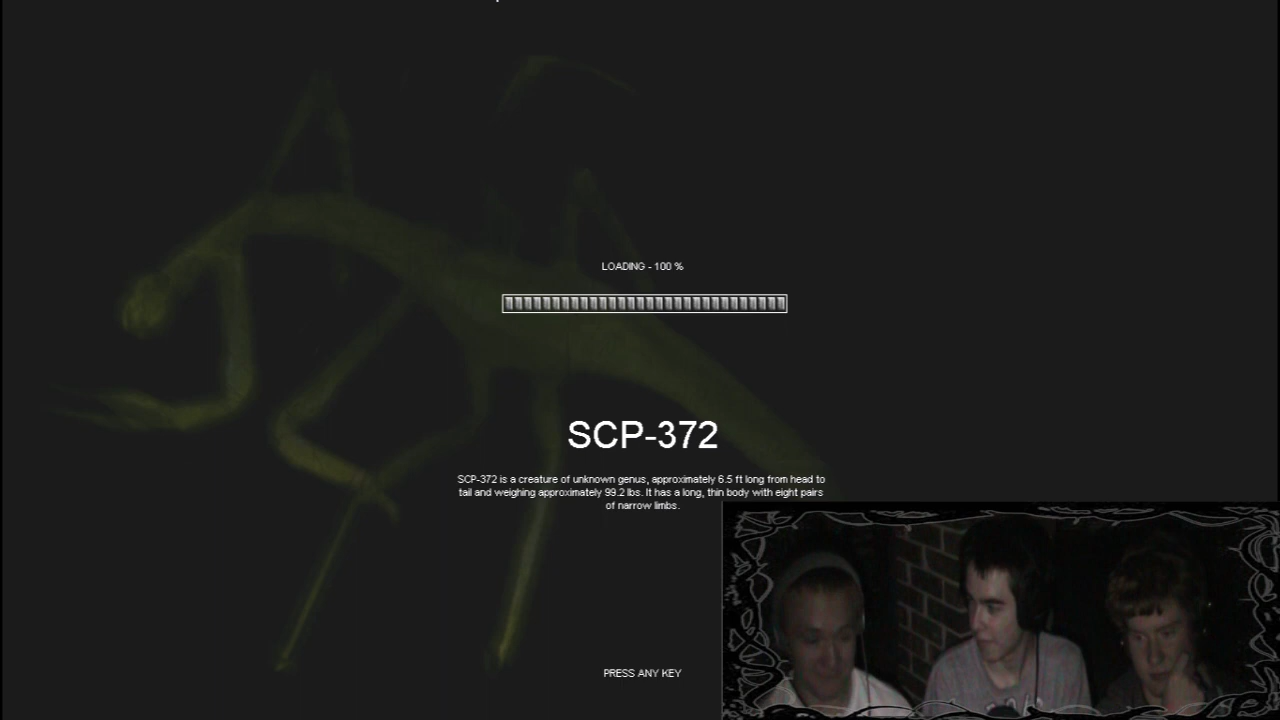 LOADING - 100 %
SCP-372
SCP-372 is a creature of unknown genus, approximately 6.5 ft long from head to
tail and weighing approximately 99.2 lbs. It has a long, thin body with eight pairs
of narrow limbs.
PRESS ANY KEY